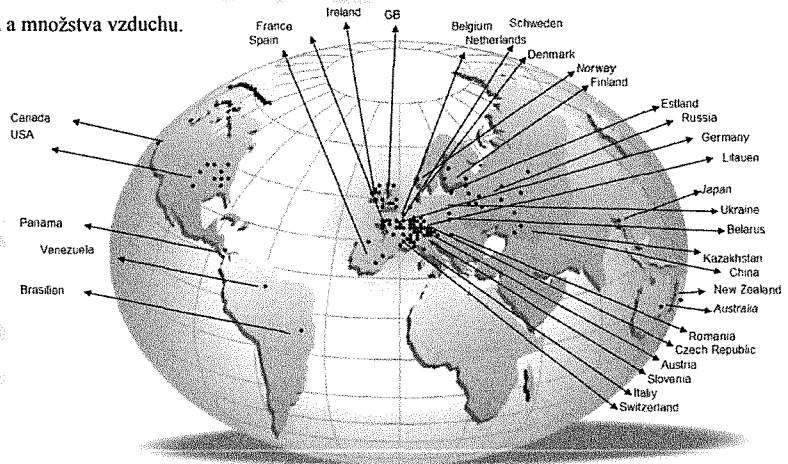 a množstva vzduchu.
Ireland
GB
France
Spain
Belgium
Netherlands
Schweden
Denmark
Norway
Finland
Estland
Russia
Germany
Litauen
Japan
Ukraine
Belarus
Kazakhstan
China
New Zealand
Australia
Romania
Czech Republic
Austria
Slovania
Italiy
Switzerland
Canada
USA
Panama
Venezuela
Brasilien